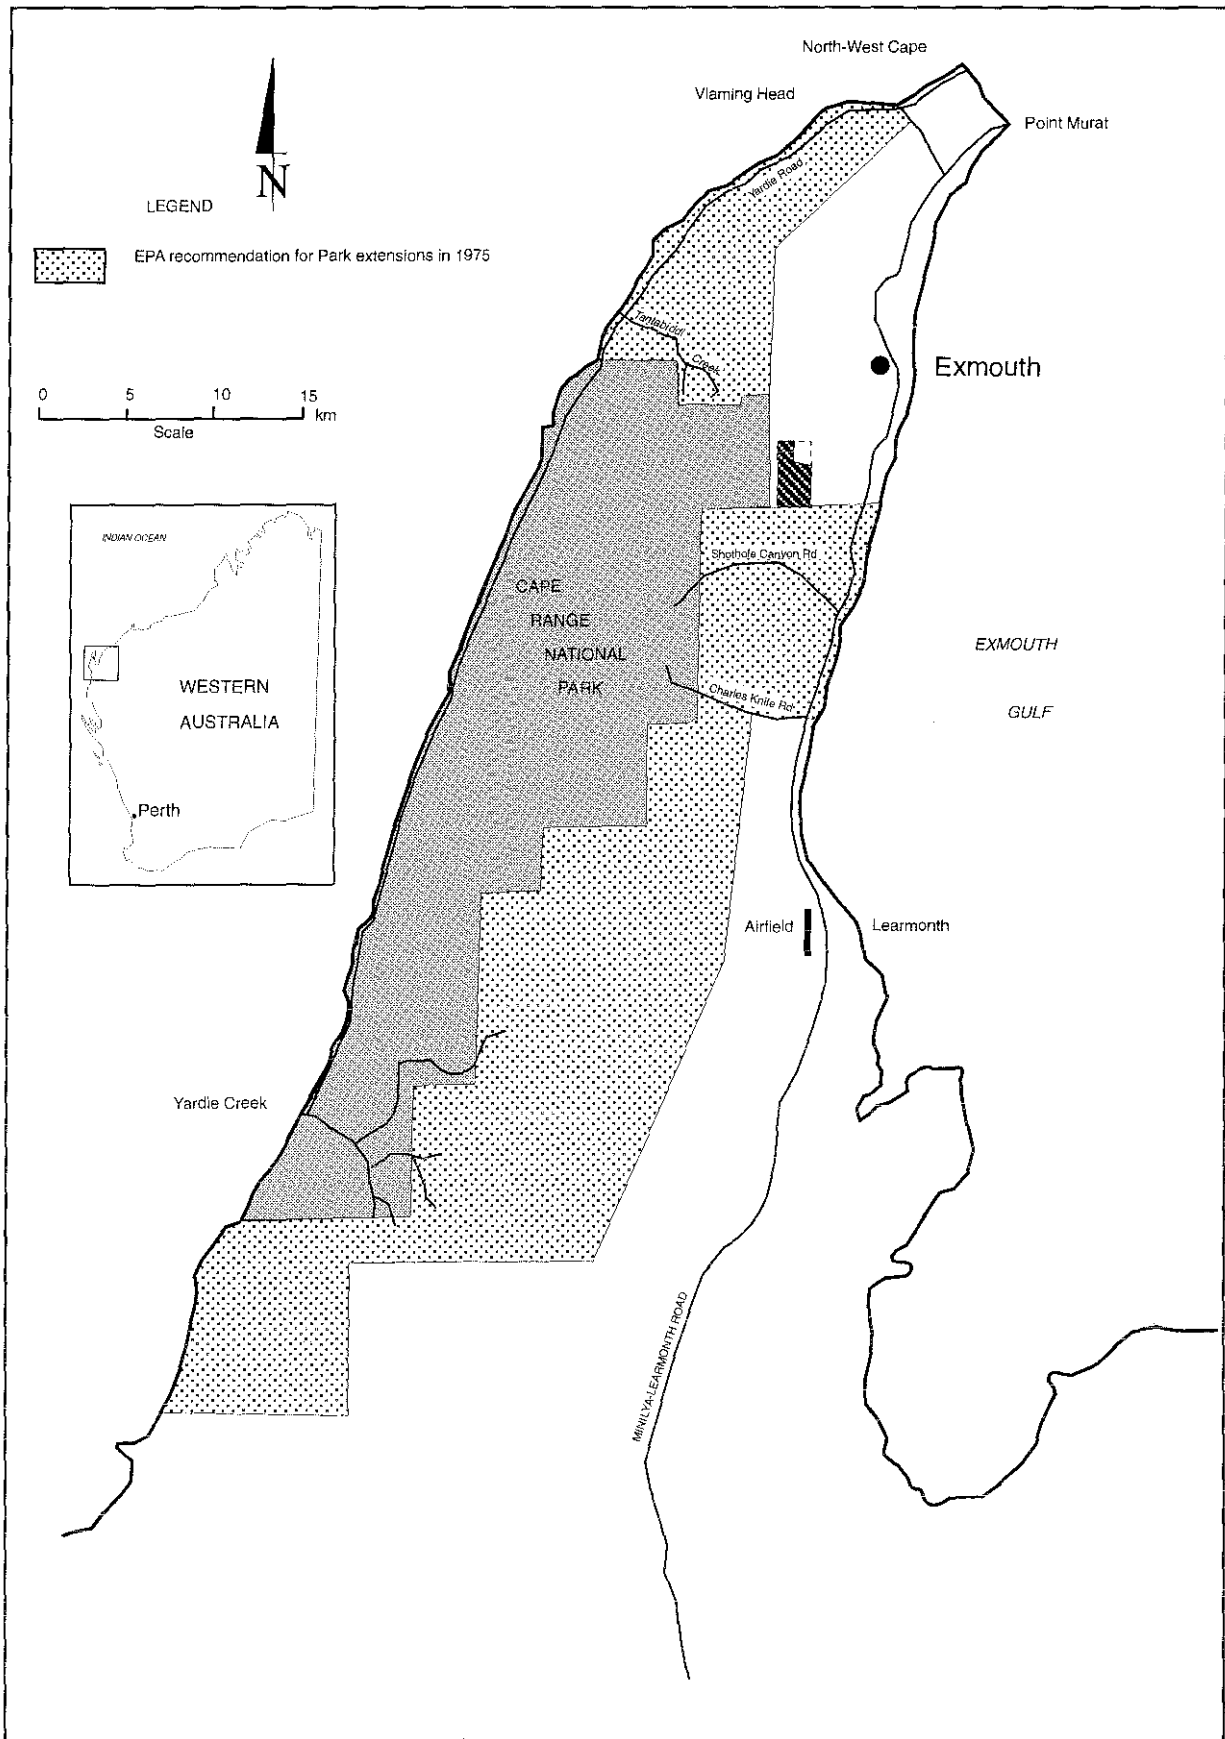 North-West Cape
Vlaming Head
Point Murat
N
LEGEND
EPA recommendation for Park extensions in 1975
Yardie Road
Tantabiddi
Creek
Exmouth
0 5 10 15
km
Scale
INDIAN OCEAN
WESTERN
AUSTRALIA
Perth
Shothole Canyon Rd
CAPE
RANGE
NATIONAL
PARK
Charles Knife Rd
EXMOUTH
GULF
Airfield
Learmonth
Yardie Creek
MINILYA-LEARMONTH ROAD